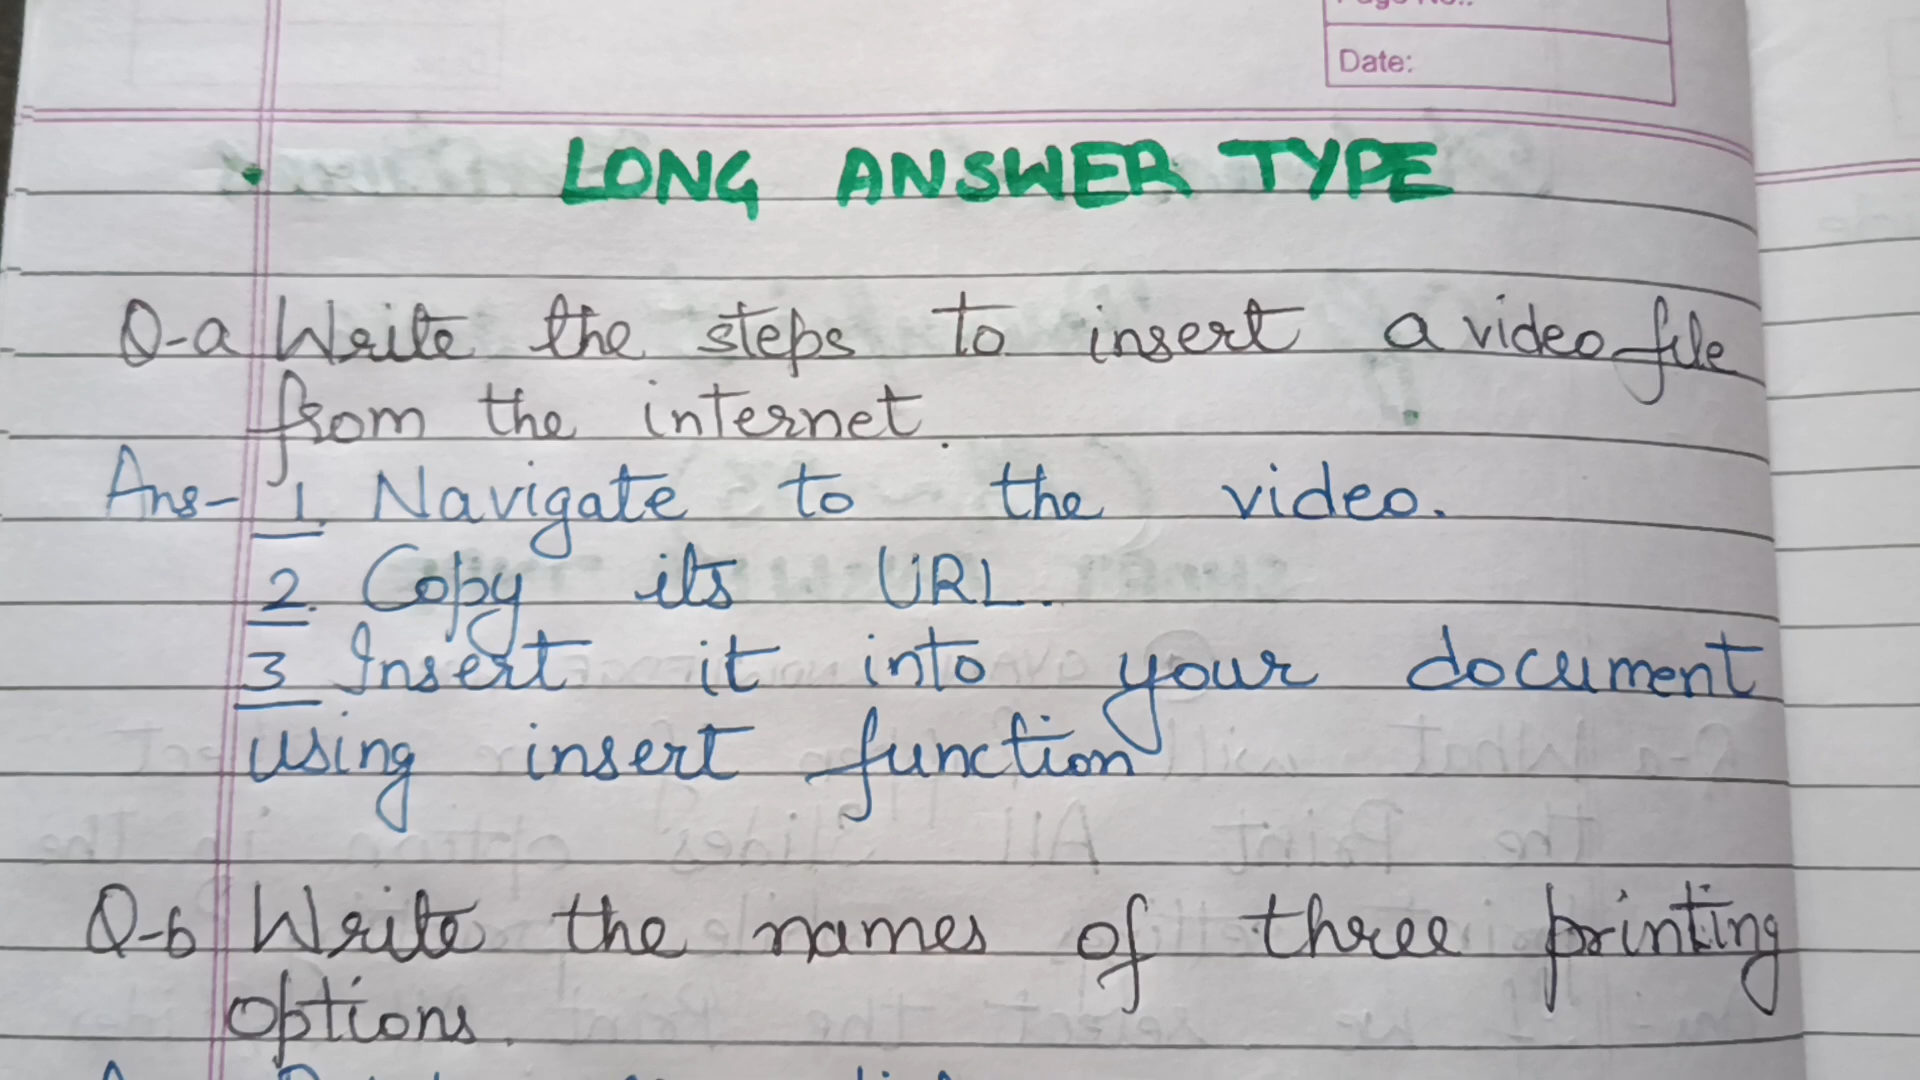 Date:
LONG ANSWER TYPE
Q-a Write the steps to insert a video file
from the internet.
Ans- 1. Navigate to the video.
2. Copy its URL.
3 Insert it into your document
using insert function
Q-b Write the names of three printing
options.